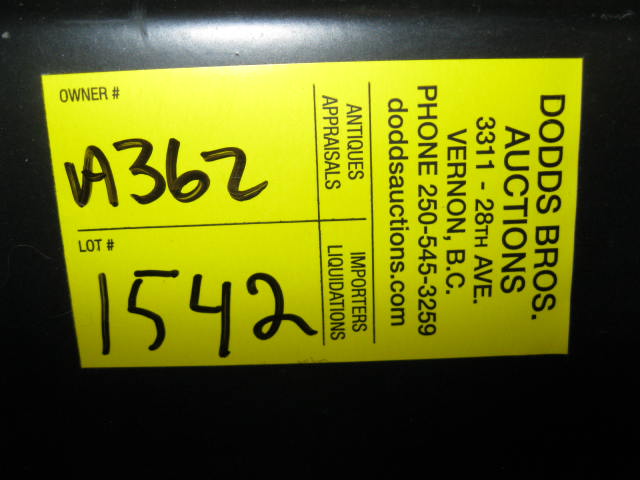 DODDS BROS.
AUCTIONS
3311 - 28TH AVE.
VERNON, B.C.
PHONE 250-545-3259
doddsauctions.com
ANTIQUES
APPRAISALS
IMPORTERS
LIQUIDATIONS
OWNER #
A362
LOT #
1542